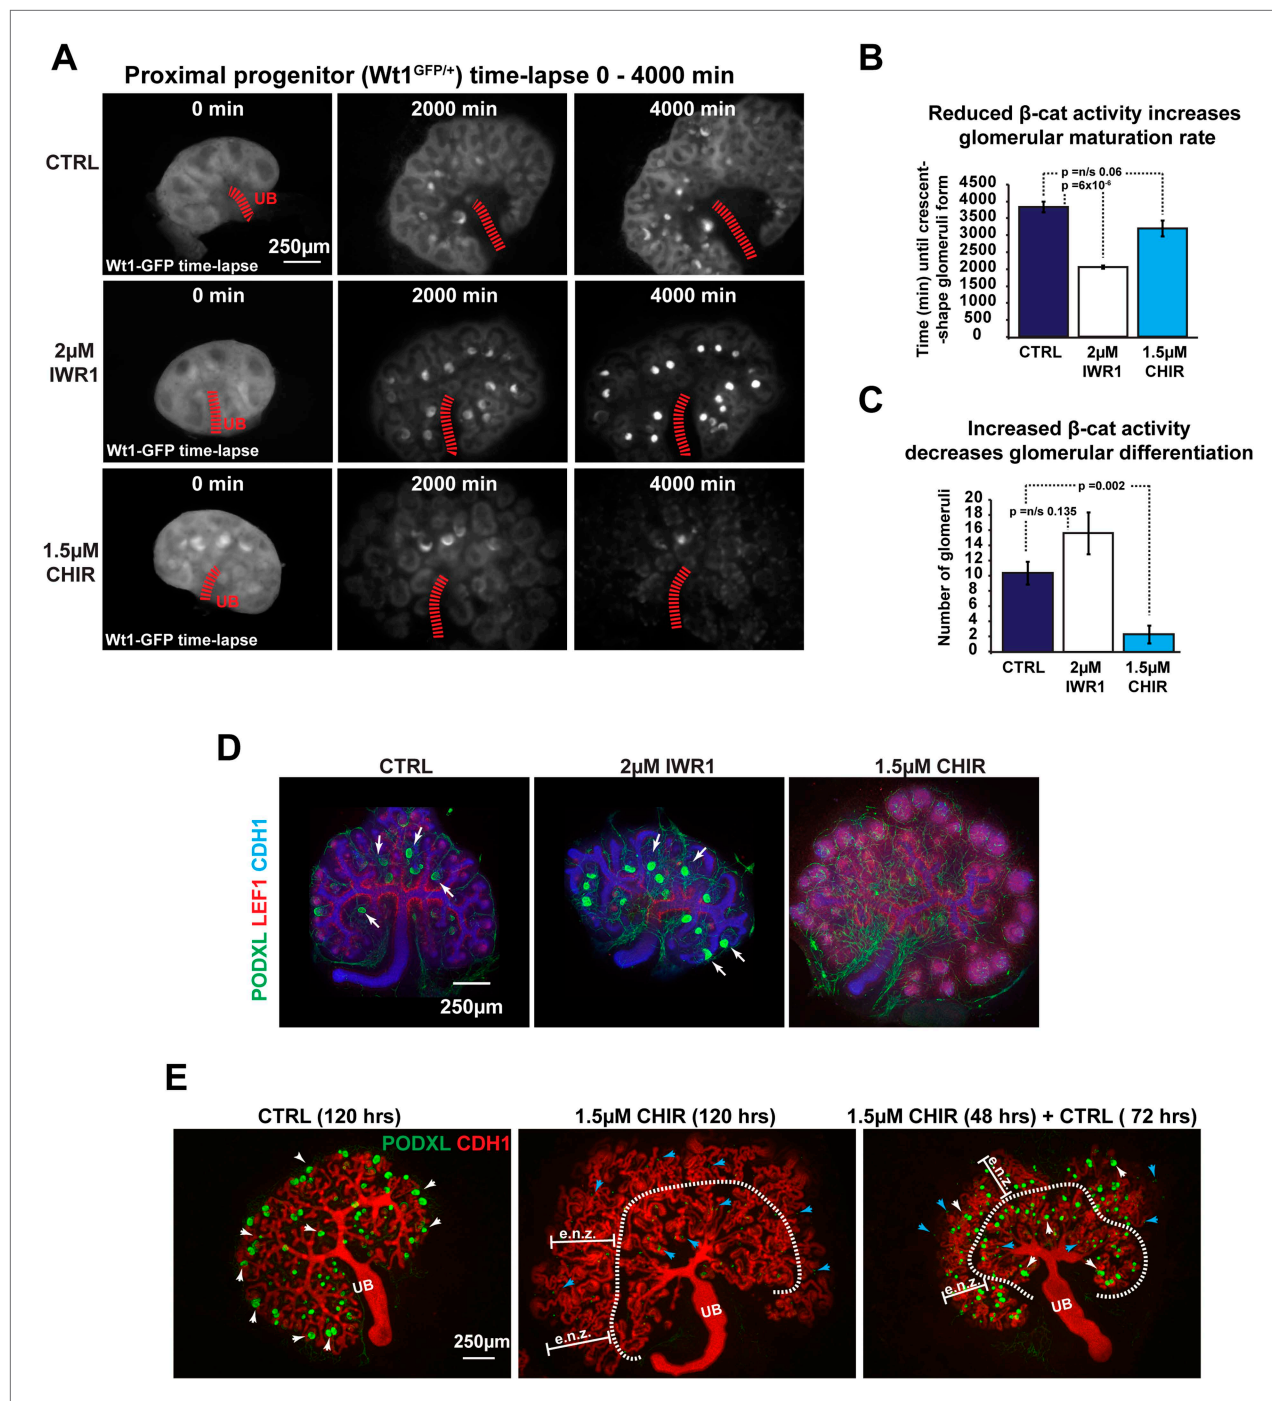 A
Proximal progenitor (Wt1GFP/+) time-lapse 0 - 4000 min
0 min
2000 min
4000 min
CTRL
UB
250µm
Wt1-GFP time-lapse
0 min
2000 min
4000 min
2µM
IWR1
UB
Wt1-GFP time-lapse
0 min
2000 min
4000 min
1.5µM
CHIR
UB
Wt1-GFP time-lapse
B
Reduced β-cat activity increases
glomerular maturation rate
Time (min) until crescent-
-shape glomeruli form
4500
4000
3500
3000
2500
2000
1500
1000
500
0
p =n/s 0.06
p =6x10-6
CTRL
2µM
IWR1
1.5µM
CHIR
C
Increased β-cat activity
decreases glomerular differentiation
Number of glomeruli
20
18
16
14
12
10
8
6
4
2
0
p =0.002
p =n/s 0.135
CTRL
2µM
IWR1
1.5µM
CHIR
D
CTRL
2µM IWR1
1.5µM CHIR
PODXL LEF1 CDH1
250µm
E
CTRL (120 hrs)
1.5µM CHIR (120 hrs)
1.5µM CHIR (48 hrs) + CTRL ( 72 hrs)
PODXL CDH1
UB
250µm
e.n.z.
e.n.z.
UB
e.n.z.
e.n.z.
UB